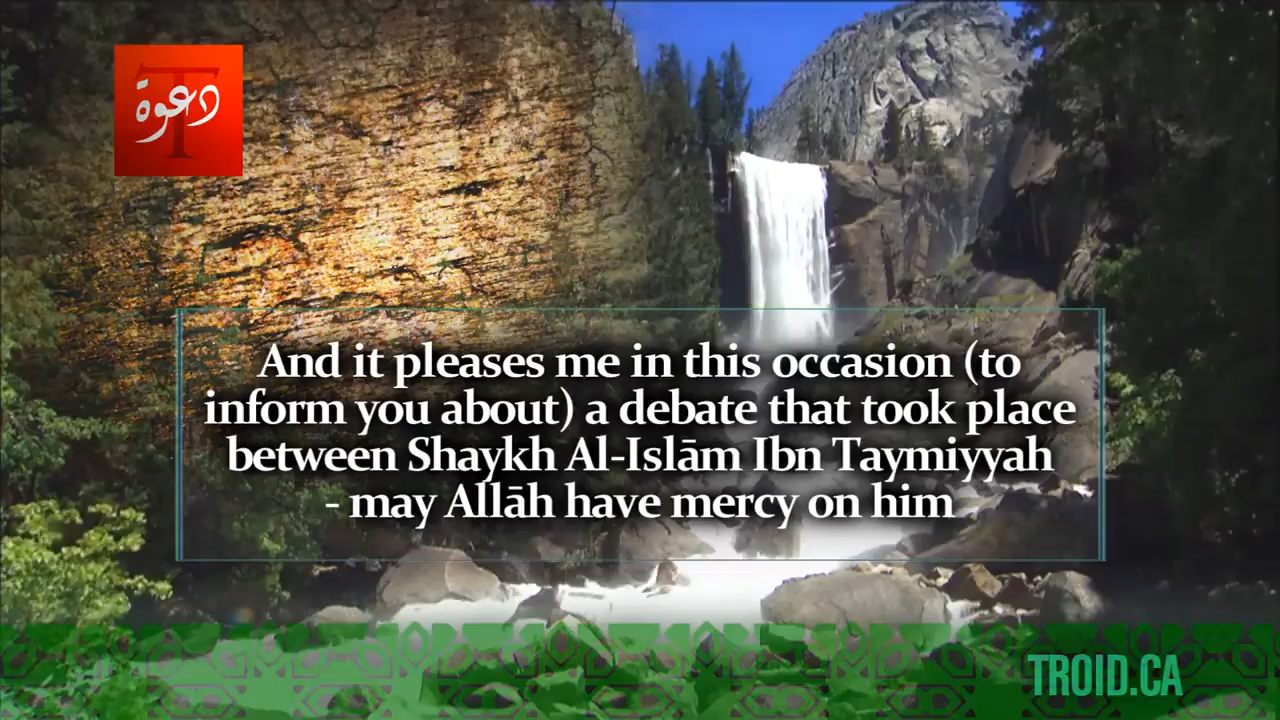 دعوة
T
And it pleases me in this occasion (to
inform you about) a debate that took place
between Shaykh Al-Islām Ibn Taymiyyah
- may Allāh have mercy on him
TROID.CA